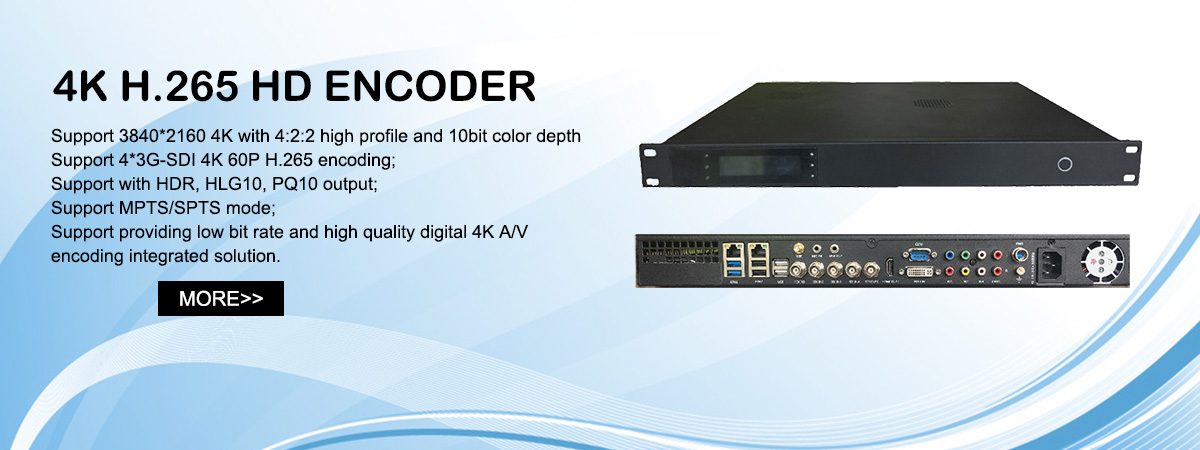 4K H.265 HD ENCODER
Support 3840*2160 4K with 4:2:2 high profile and 10bit color depth
Support 4*3G-SDI 4K 60P H.265 encoding;
Support with HDR, HLG10, PQ10 output;
Support MPTS/SPTS mode;
Support providing low bit rate and high quality digital 4K A/V
encoding integrated solution.
MORE>>